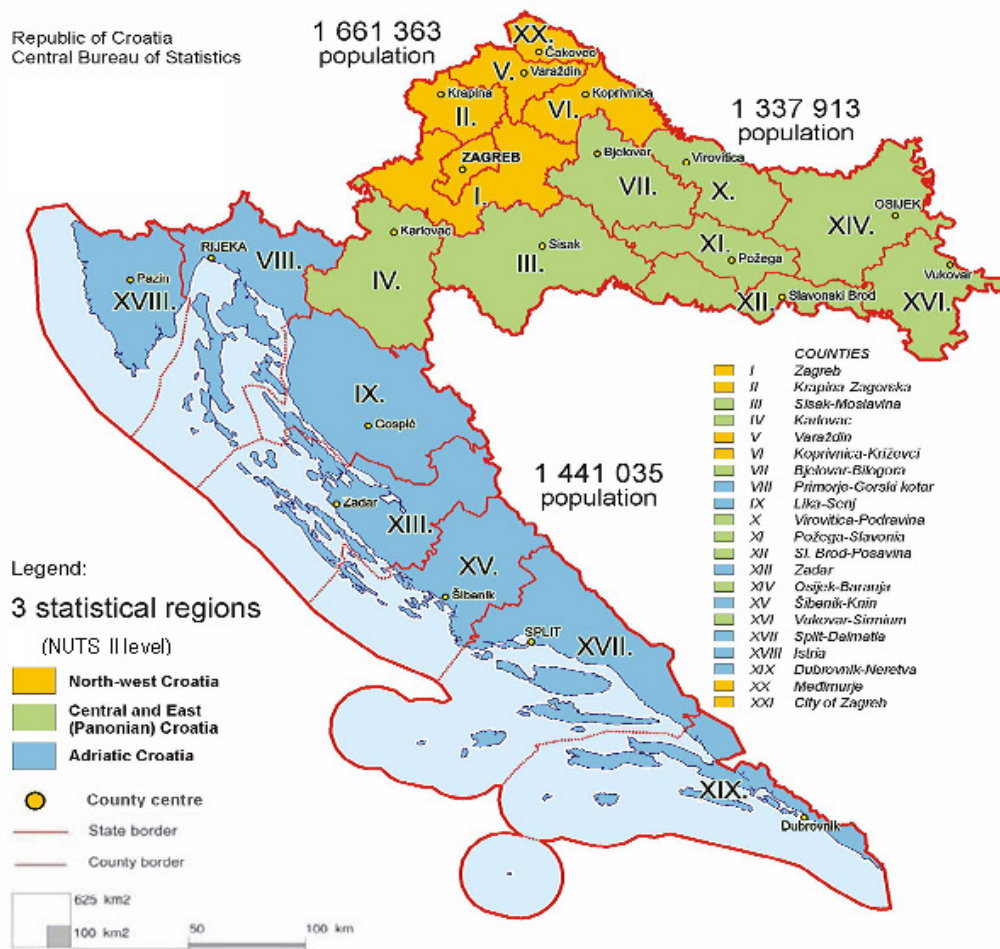 Republic of Croatia
Central Bureau of Statistics
1 661 363
population
1 337 913
population
1 441 035
population
XX.
Čakovec
V.
Varaždin
Krapina
II.
VI.
Koprivnica
ZAGREB
I.
Bjelovar
VII.
Virovitica
X.
XIV.
OSIJEK
Karlovac
IV.
Sisak
III.
XI.
Požega
XII.
Slavonski Brod
Vukovar
XVI.
RIJEKA
VIII.
Pazin
XVIII.
IX.
Gospić
Zadar
XIII.
XV.
Šibenik
SPLIT
XVII.
XIX.
Dubrovnik
COUNTIES
I Zagreb
II Krapina Zagorska
III Sisak-Moslavina
IV Karlovac
V Varaždin
VI Koprivnica-Križevci
VII Bjelovar-Bilogora
VIII Primorje-Gorski kotar
IX Lika-Senj
X Virovitica-Podravina
XI Požega-Slavonia
XII Sl. Brod-Posavina
XIII Zadar
XIV Osijek-Baranja
XV Šibenik-Knin
XVI Vukovar-Sirmium
XVII Split-Dalmatia
XVIII Istria
XIX Dubrovnik-Neretva
XX Međimurje
XXI City of Zagreb
Legend:
3 statistical regions
(NUTS II level)
North-west Croatia
Central and East
(Panonian) Croatia
Adriatic Croatia
County centre
State border
County border
625 km2
100 km2
50
100 km